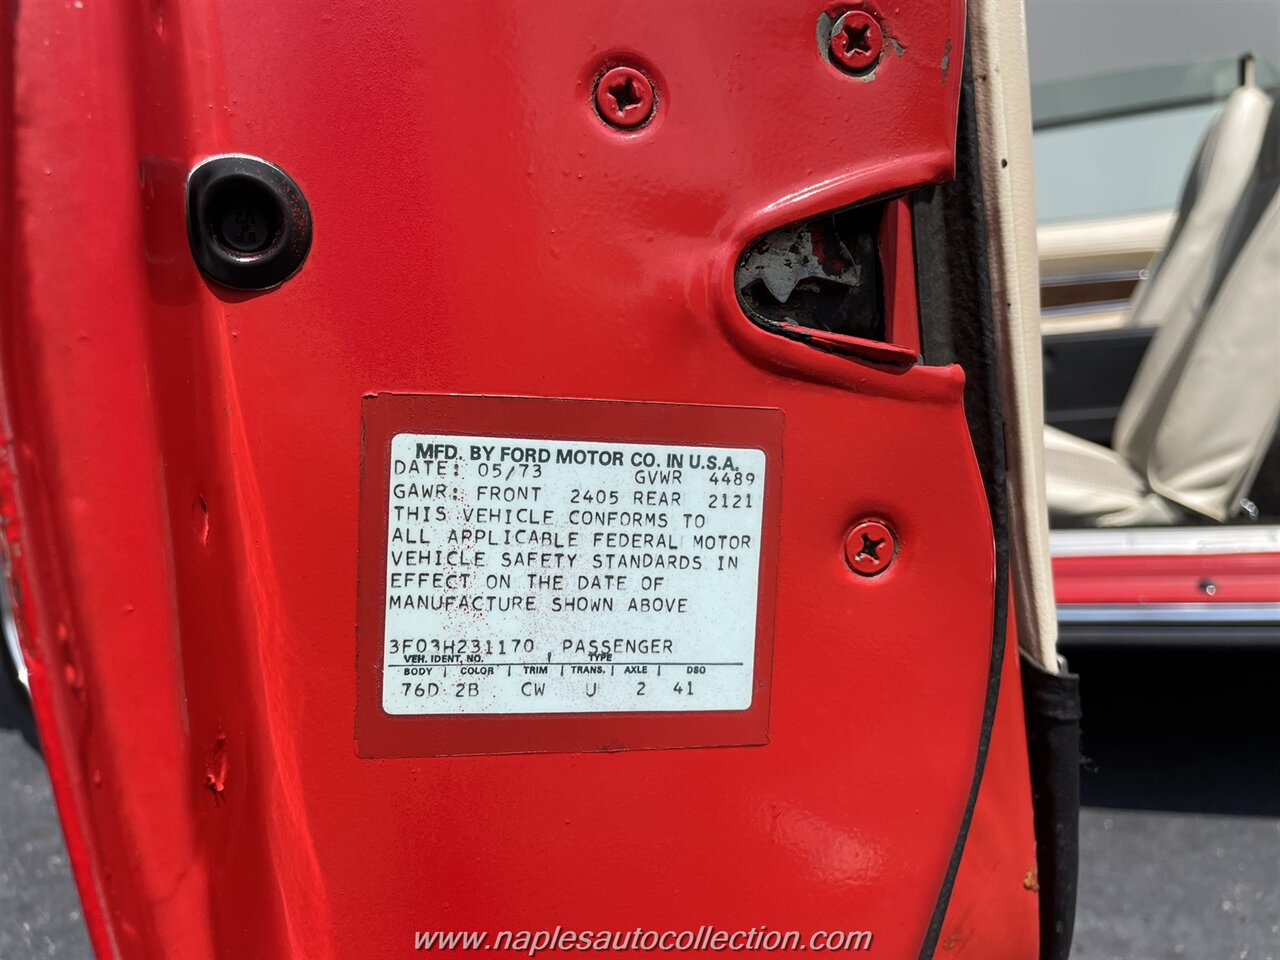 MFD. BY FORD MOTOR CO. IN U.S.A.
DATE: 05/73 GVWR 4489
GAWR: FRONT 2405 REAR 2121
THIS VEHICLE CONFORMS TO
ALL APPLICABLE FEDERAL MOTOR
VEHICLE SAFETY STANDARDS IN
EFFECT ON THE DATE OF
MANUFACTURE SHOWN ABOVE
3F03H231170 PASSENGER
VEH. IDENT. NO. TYPE
BODY | COLOR | TRIM | TRANS. | AXLE | DSO
76D 2B CW U 2 41
www.naplesautocollection.com